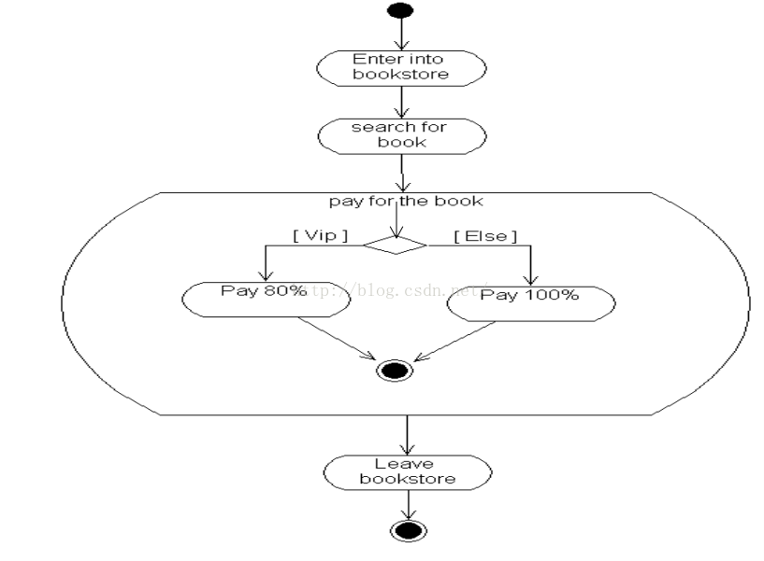 Enter into
bookstore
search for
book
pay for the book
[ Vip ]
[ Else ]
Pay 80%
http://blog.csdn.net/
Pay 100%
Leave
bookstore